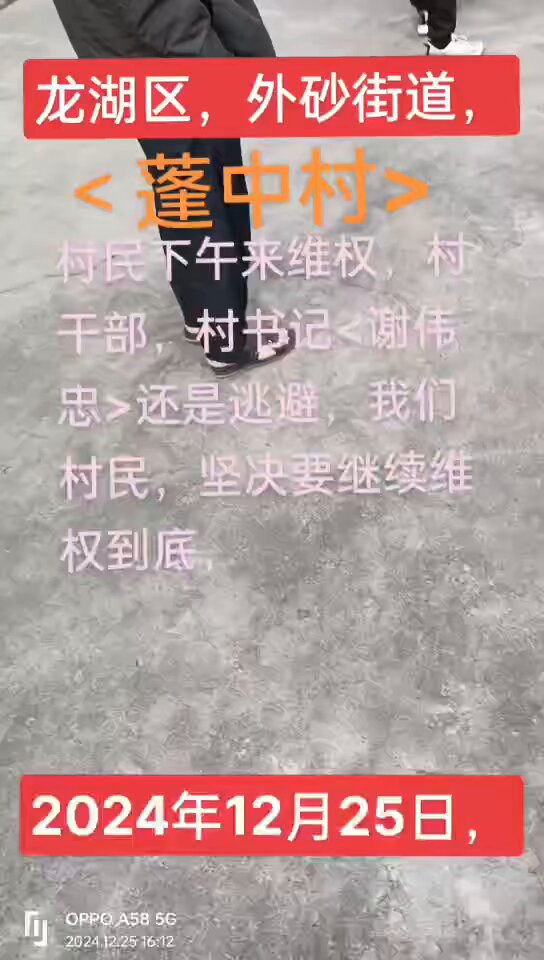 龙湖区，外砂街道，
<蓬中村>
村民下午来维权，村
干部，村书记<谢伟
忠>还是逃避，我们
村民，坚决要继续维
权到底，
2024年12月25日，
OPPO A58 5G
2024.12.25 16:12